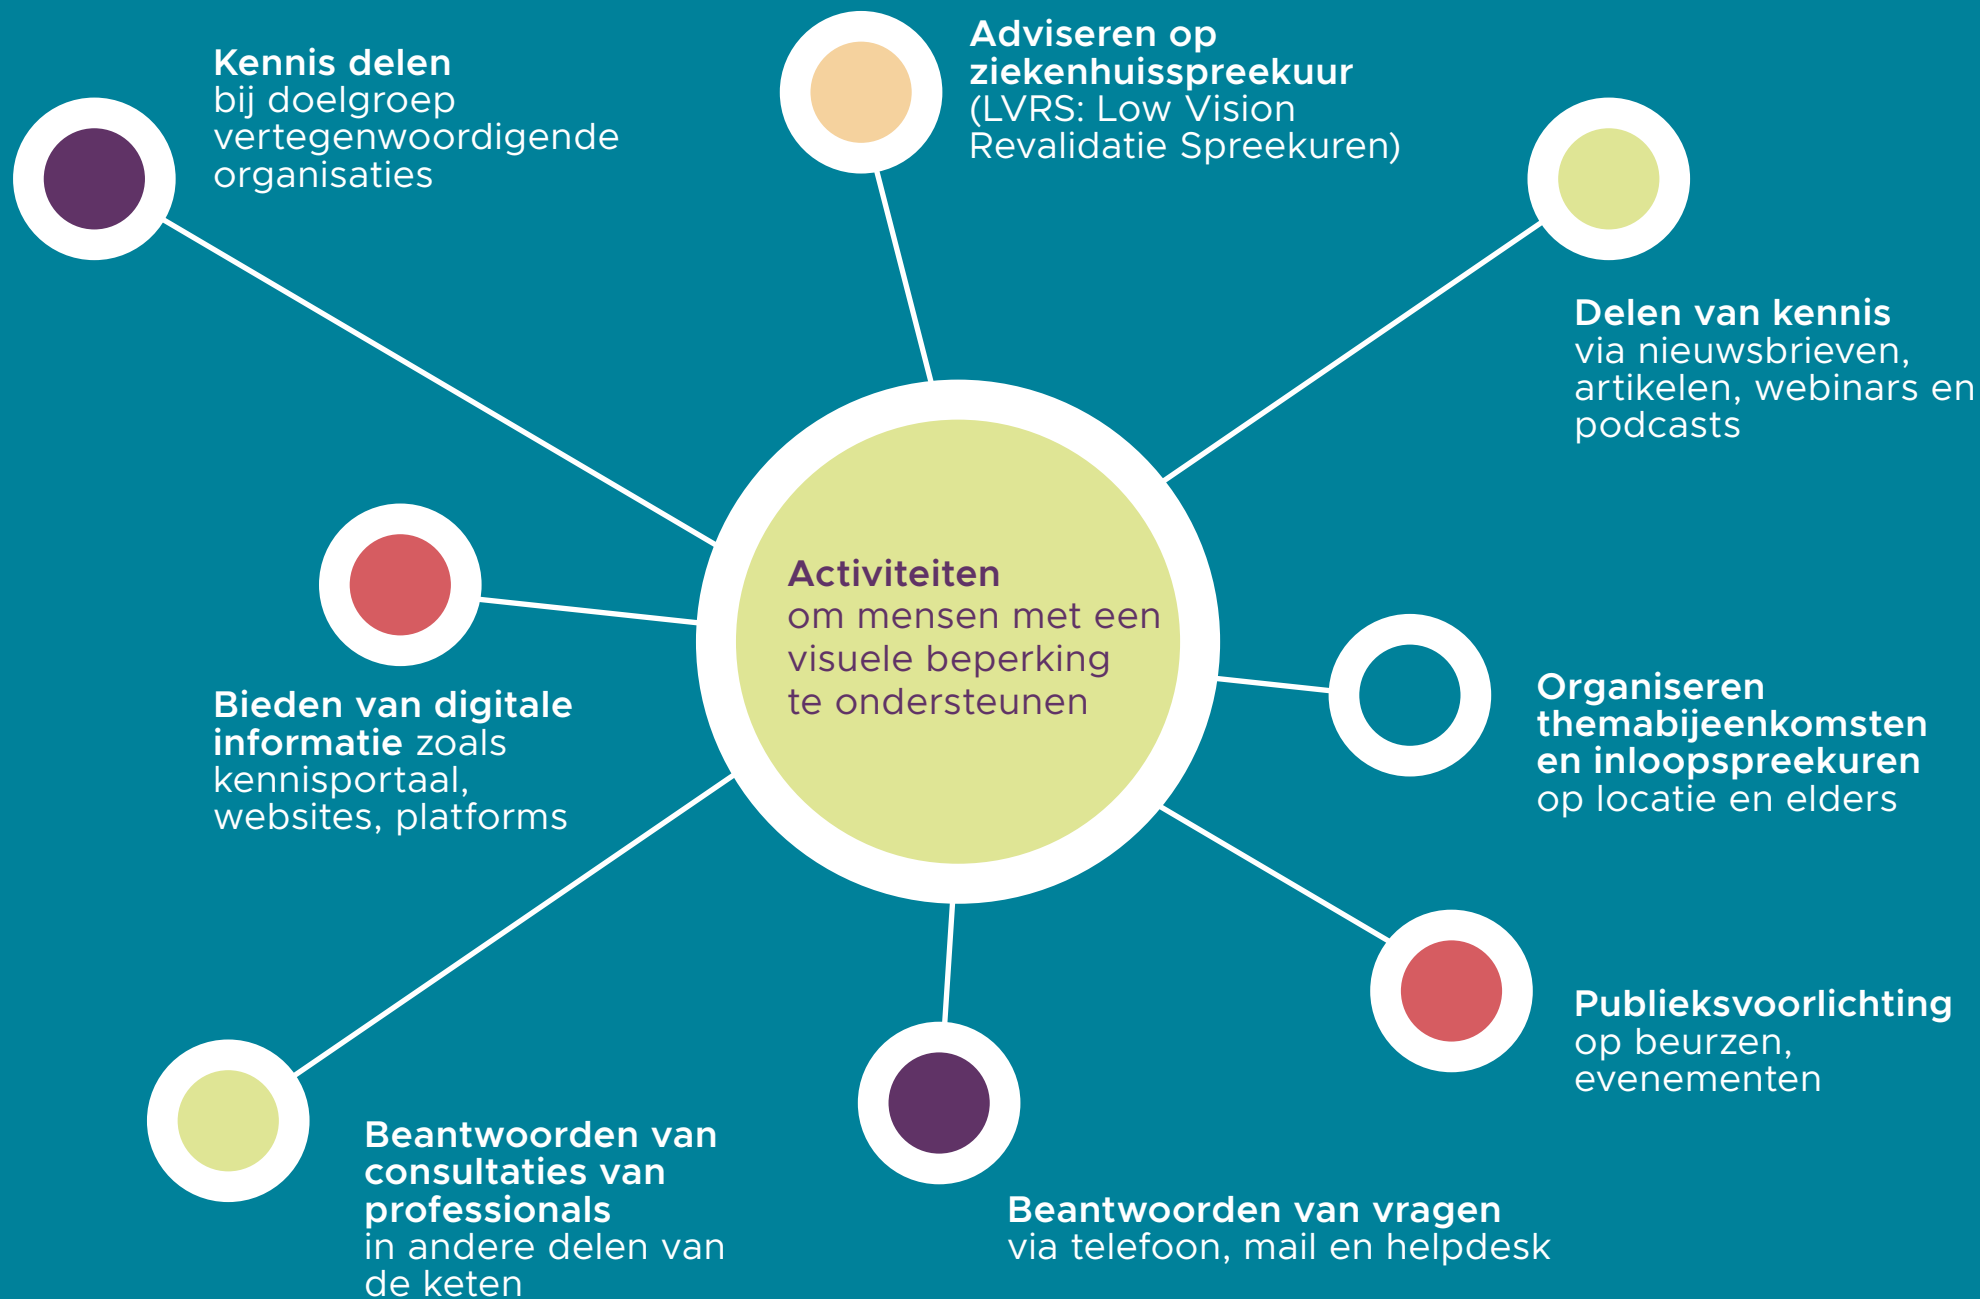 Kennis delen
bij doelgroep
vertegenwoordigende
organisaties
Adviseren op
ziekenhuisspreekuur
(LVRS: Low Vision
Revalidatie Spreekuren)
Delen van kennis
via nieuwsbrieven,
artikelen, webinars en
podcasts
Activiteiten
om mensen met een
visuele beperking
te ondersteunen
Bieden van digitale
informatie zoals
kennisportaal,
websites, platforms
Organiseren
themabijeenkomsten
en inloopspreekuren
op locatie en elders
Publieksvoorlichting
op beurzen,
evenementen
Beantwoorden van
consultaties van
professionals
in andere delen van
de keten
Beantwoorden van vragen
via telefoon, mail en helpdesk